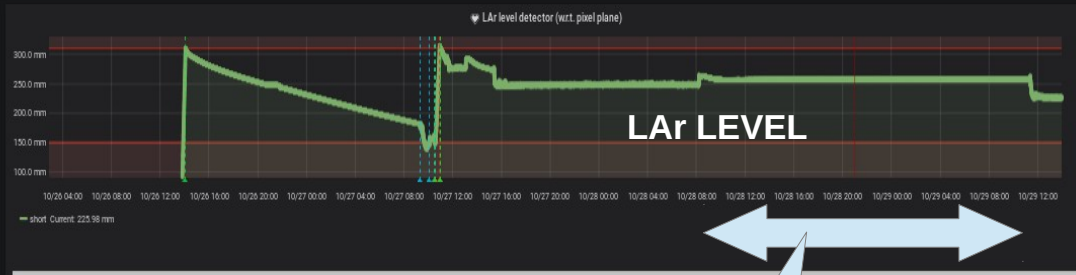 LAr level detector (w.r.t. pixel plane)
300.0 mm
250.0 mm
200.0 mm
150.0 mm
100.0 mm
LAr LEVEL
10/26 04:00 10/26 08:00 10/26 12:00 10/26 16:00 10/26 20:00 10/27 00:00 10/27 04:00 10/27 08:00 10/27 12:00 10/27 16:00 10/27 20:00 10/28 00:00 10/28 04:00 10/28 08:00 10/28 12:00 10/28 16:00 10/28 20:00 10/29 00:00 10/29 04:00 10/29 08:00 10/29 12:00
short Current: 225.98 mm